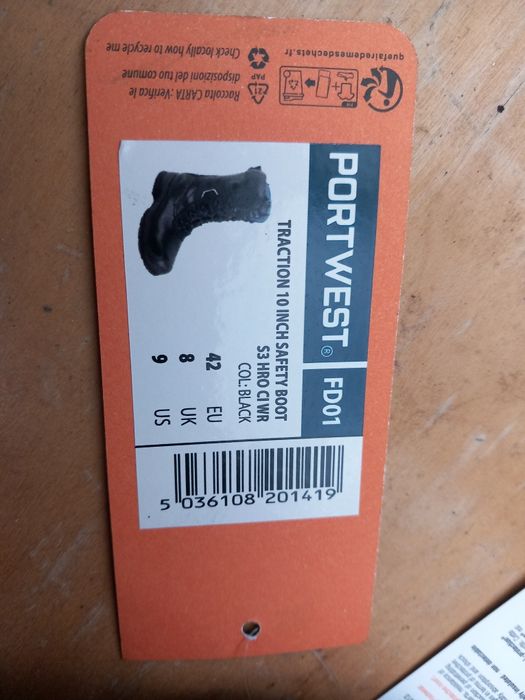 PORTWEST® FD01
TRACTION 10 INCH SAFETY BOOT
S3 HRO CI WR
COL: BLACK
42 EU
8 UK
9 US
5 036108 201419
quefairedemesdechets.fr
FR
21
PAP
Raccolta CARTA :Verifica le
disposizioni del tuo comune
Check locally how to recycle me